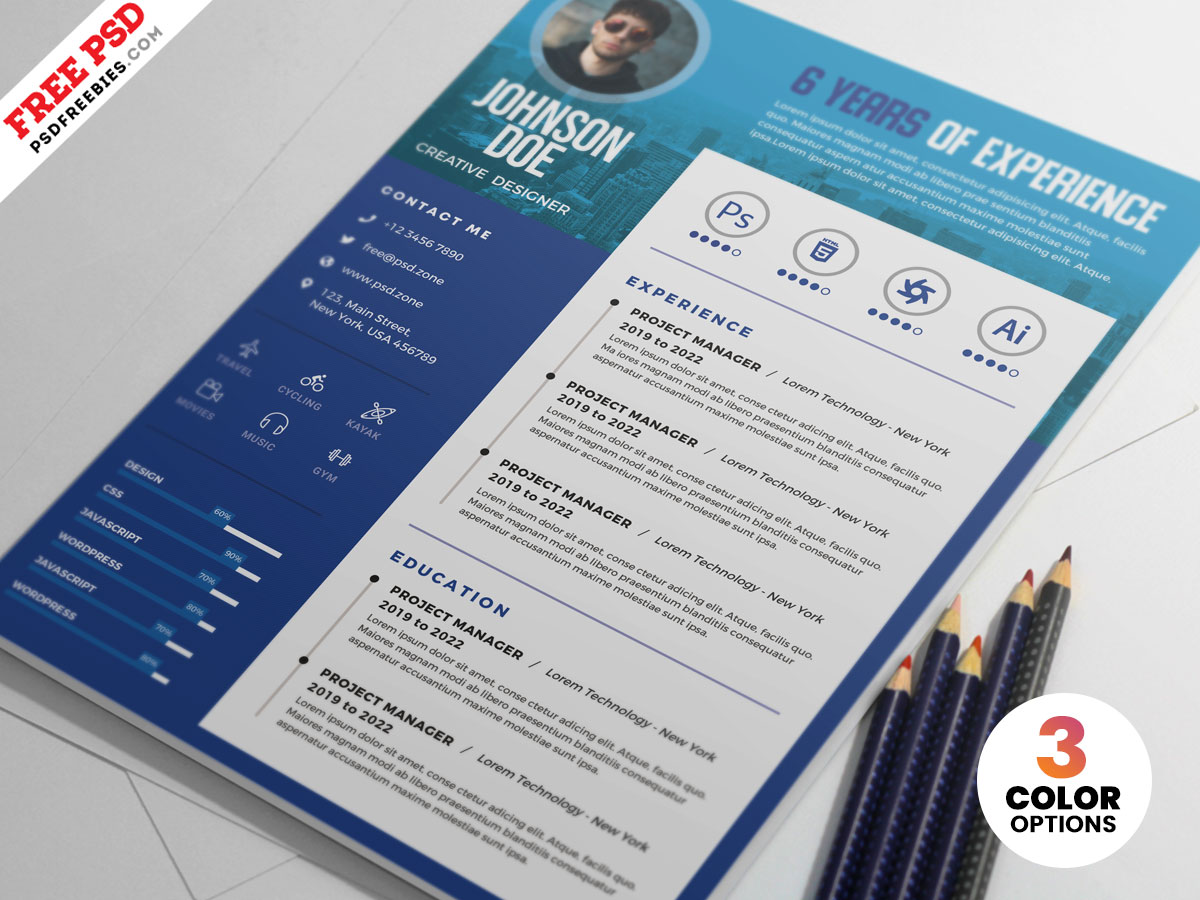 FREE PSD
PSDFREEBIES.COM
JOHNSON
DOE
CREATIVE DESIGNER
6 YEARS OF EXPERIENCE
Lorem ipsum dolor sit amet, consectetur adipisicing elit. Atque, facilis
quo. Maiores magnam modi ab libero prae sentium blanditiis
consequatur aspern atur accusantium maxime molestiae sunt
ipsa.Lorem ipsum dolor sit amet, consectetur adipisicing elit. Atque,
CONTACT ME
+12 3456 7890
free@psd.zone
www.psd.zone
123, Main Street,
New York, USA 456789
TRAVEL
CYCLING
KAYAK
MOVIES
MUSIC
GYM
DESIGN
60%
CSS
90%
JAVASCRIPT
70%
WORDPRESS
80%
JAVASCRIPT
70%
WORDPRESS
80%
Ps
HTML
5
Ai
EXPERIENCE
PROJECT MANAGER / Lorem Technology - New York
2019 to 2022
Lorem ipsum dolor sit amet, conse ctetur adicing elit. Atque, facilis quo.
Ma iores magnam modi ab libero praesentium blanditiis consequatur
aspernatur accusantium maxime molestiae sunt ipsa.
PROJECT MANAGER / Lorem Technology - New York
2019 to 2022
Lorem ipsum dolor sit amet, conse ctetur adicing elit. Atque, facilis quo.
Maiores magnam modi ab libero praesentium blanditiis consequatur
aspernatur accusantium maxime molestiae sunt ipsa.
PROJECT MANAGER / Lorem Technology - New York
2019 to 2022
Lorem ipsum dolor sit amet, conse ctetur adicing elit. Atque, facilis quo.
Maiores magnam modi ab libero praesentium blanditiis consequatur
aspernatur accusantium maxime molestiae sunt ipsa.
EDUCATION
PROJECT MANAGER / Lorem Technology - New York
2019 to 2022
Lorem ipsum dolor sit amet, conse ctetur adicing elit. Atque, facilis quo.
Maiores magnam modi ab libero praesentium blanditiis consequatur
aspernatur accusantium maxime molestiae sunt ipsa.
PROJECT MANAGER / Lorem Technology - New York
2019 to 2022
Lorem ipsum dolor sit amet, conse ctetur adicing elit. Atque, facilis quo.
Maiores magnam modi ab libero praesentium blanditiis consequatur
aspernatur accusantium maxime molestiae sunt ipsa.
3
COLOR
OPTIONS